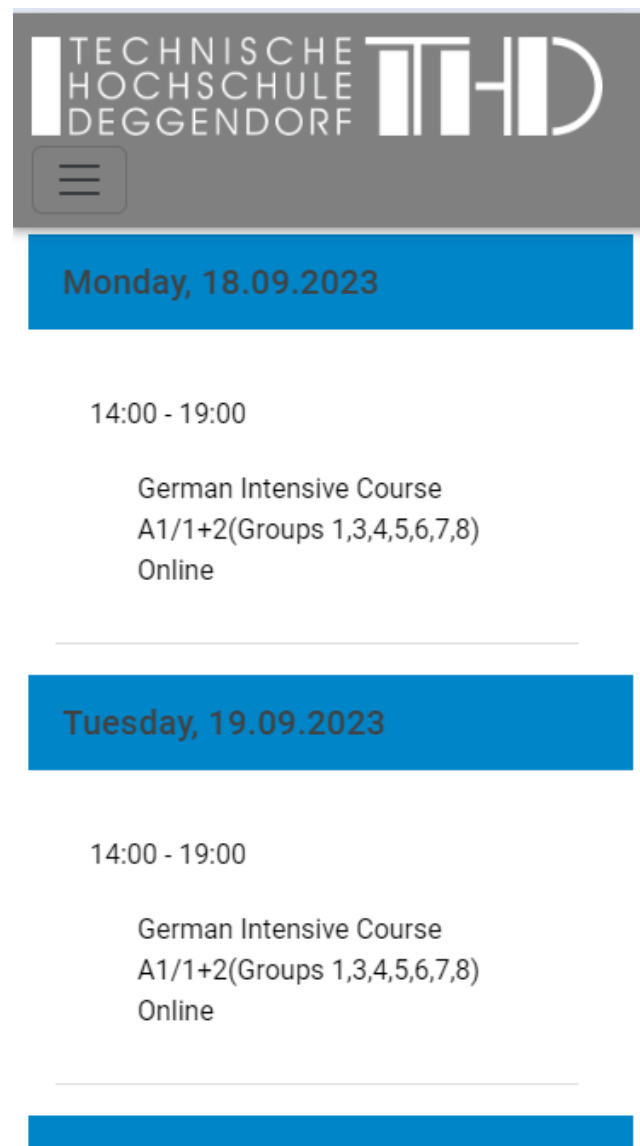 TECHNISCHE
HOCHSCHULE
DEGGENDORF
THD
Monday, 18.09.2023
14:00 - 19:00
German Intensive Course
A1/1+2(Groups 1,3,4,5,6,7,8)
Online
Tuesday, 19.09.2023
14:00 - 19:00
German Intensive Course
A1/1+2(Groups 1,3,4,5,6,7,8)
Online